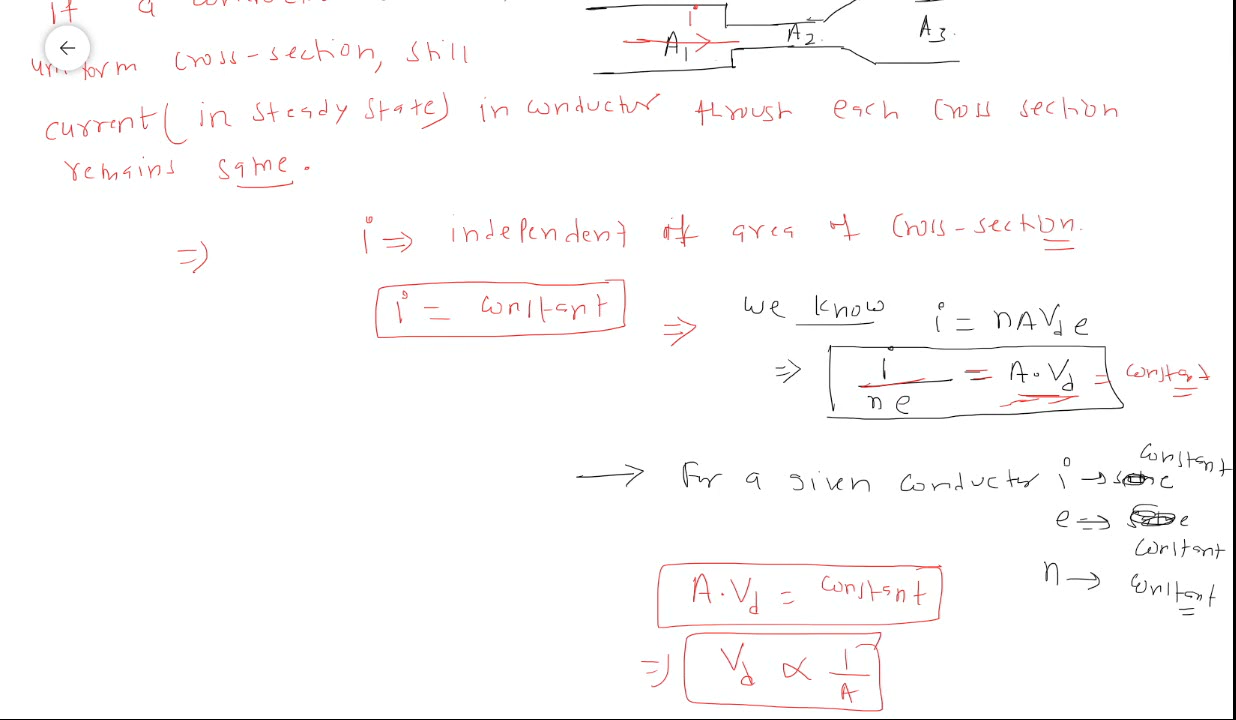 If a
uniform cross-section, still
i
A₁ A₂ A₃
current (in steady state) in conductor through each cross section
remains same.
⇒ i ⇒ independent of area of cross-section.
i = constant ⇒ we know i = nAVd e
⇒ i/ne = A.Vd = constant
→ For a given conductor i → constant
e ⇒ constant
n → constant
A.Vd = constant
⇒ Vd ∝ 1/A